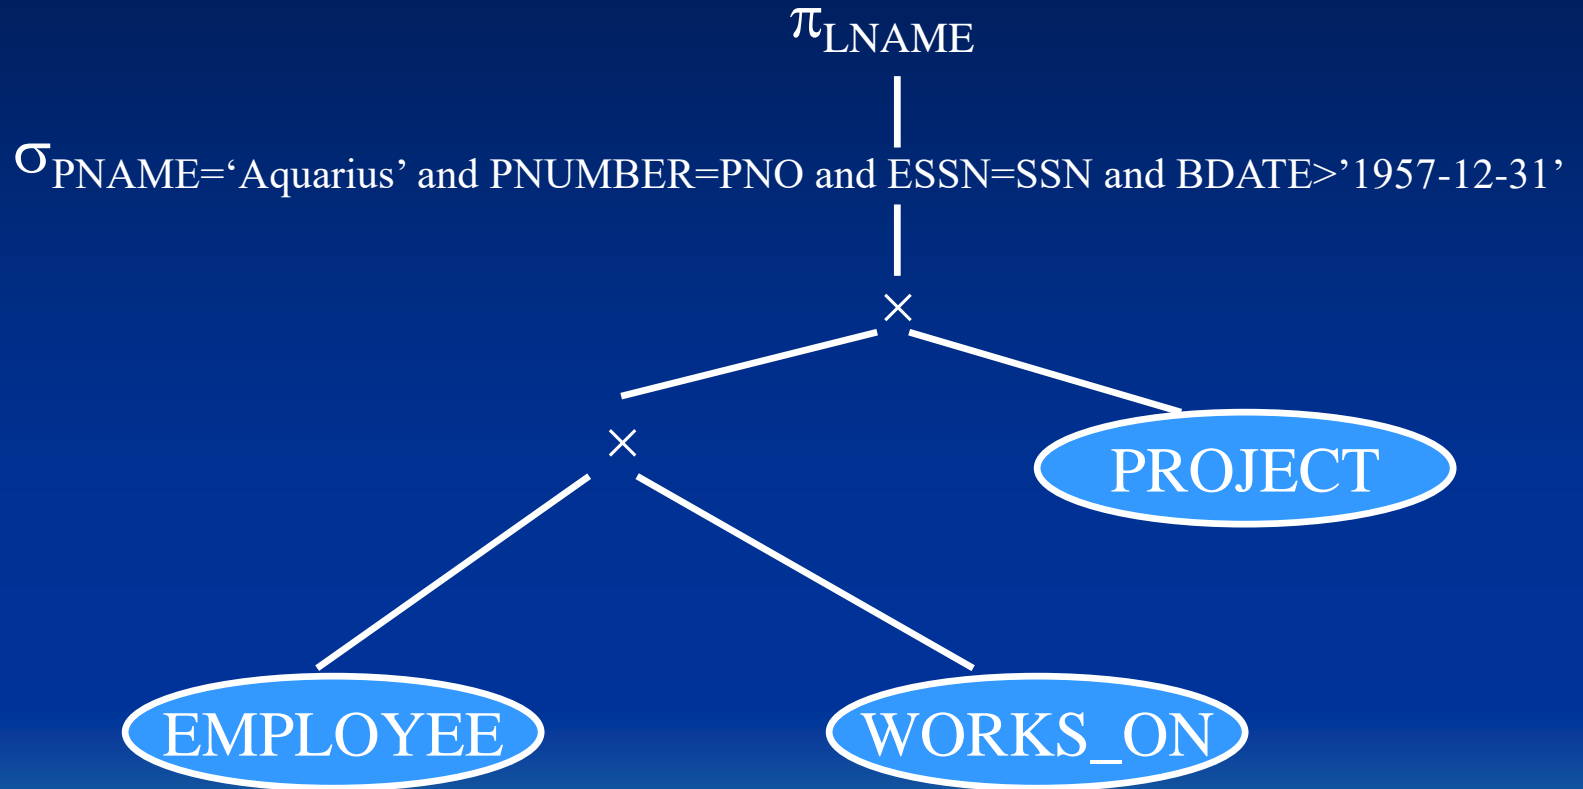 πLNAME
σPNAME=‘Aquarius’ and PNUMBER=PNO and ESSN=SSN and BDATE>’1957-12-31’
×
×
PROJECT
EMPLOYEE
WORKS_ON